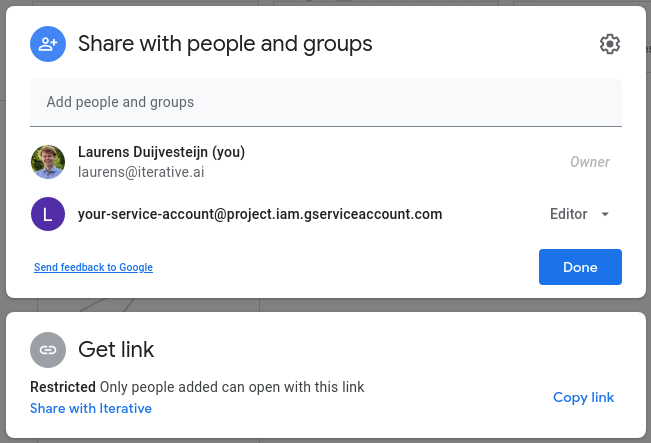 Share with people and groups
Add people and groups
Laurens Duijvesteijn (you)
laurens@iterative.ai
Owner
L
your-service-account@project.iam.gserviceaccount.com
Editor
Send feedback to Google
Done
Get link
Restricted Only people added can open with this link
Share with Iterative
Copy link